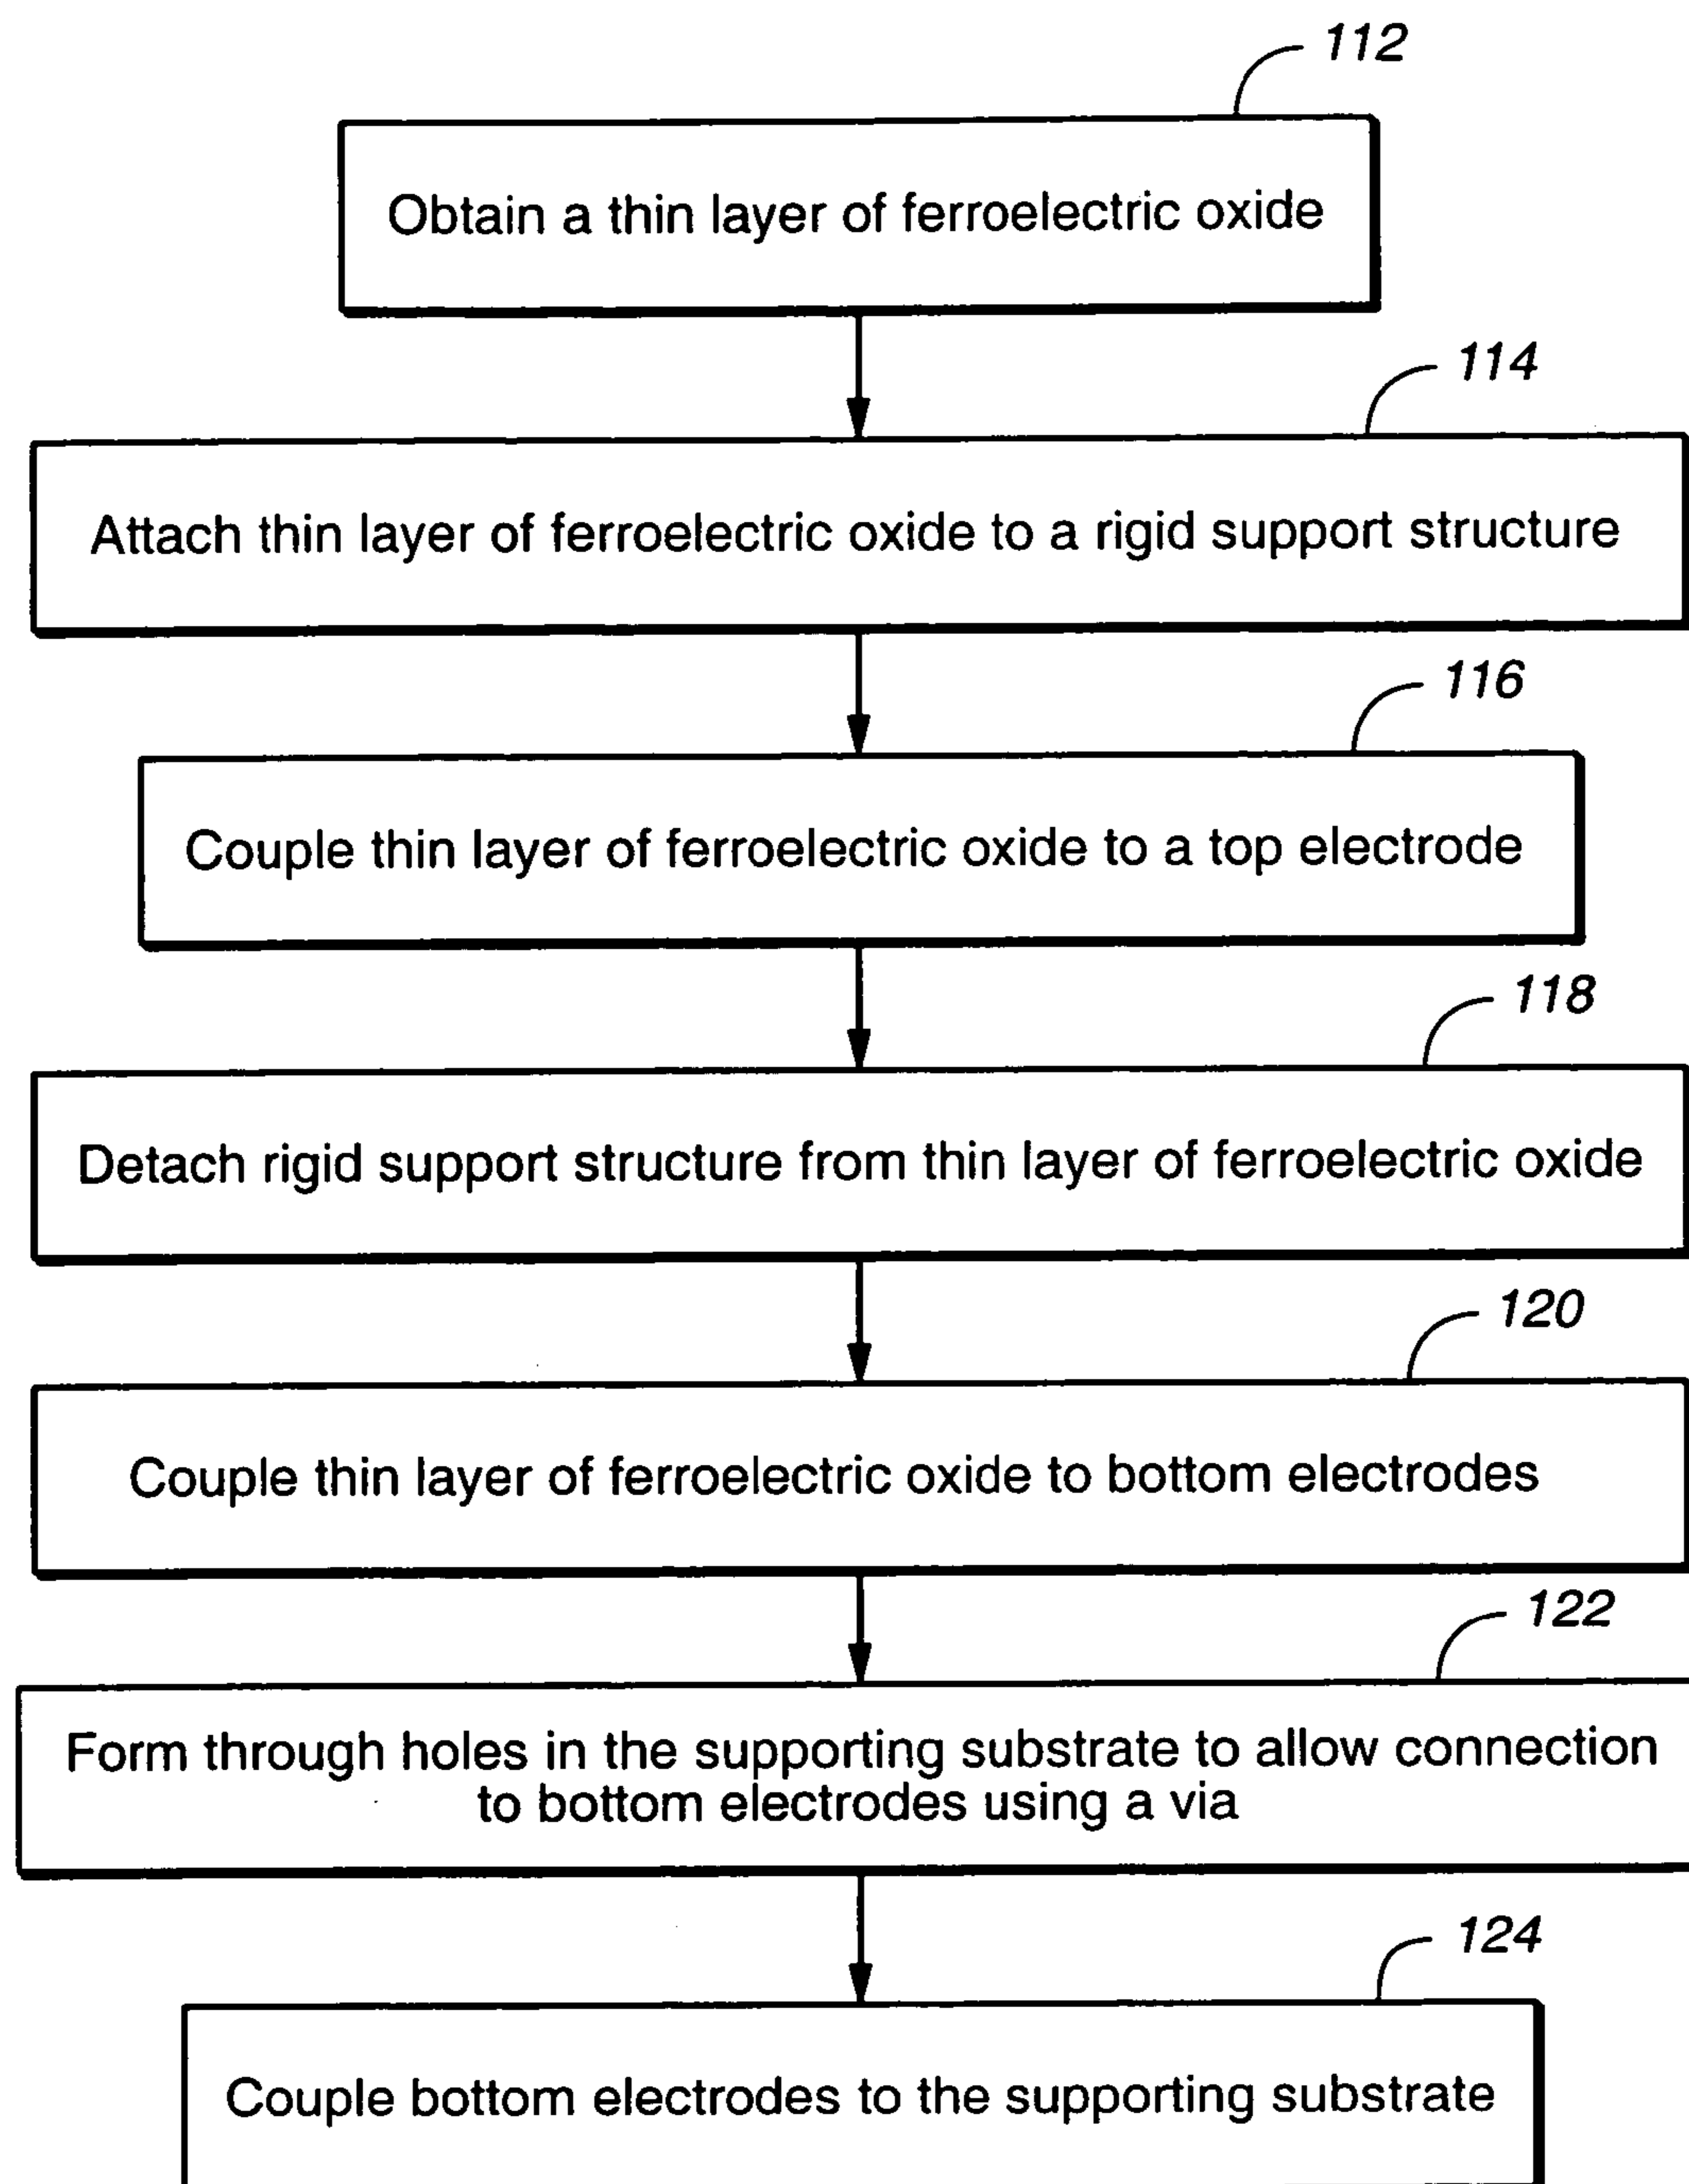 112
Obtain a thin layer of ferroelectric oxide
114
Attach thin layer of ferroelectric oxide to a rigid support structure
116
Couple thin layer of ferroelectric oxide to a top electrode
118
Detach rigid support structure from thin layer of ferroelectric oxide
120
Couple thin layer of ferroelectric oxide to bottom electrodes
122
Form through holes in the supporting substrate to allow connection
to bottom electrodes using a via
124
Couple bottom electrodes to the supporting substrate